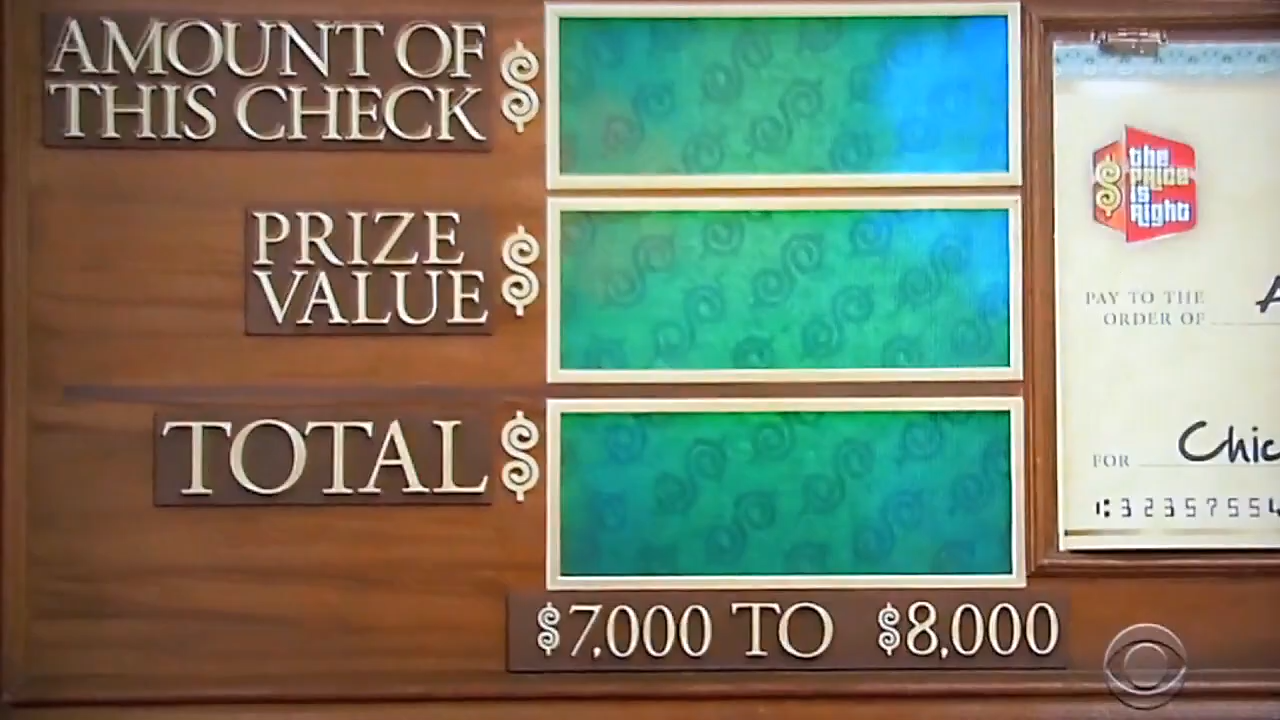 AMOUNT OF
THIS CHECK $
PRIZE
VALUE $
TOTAL $
$7,000 TO $8,000
the
PRICE
is
Right
$
PAY TO THE
ORDER OF
FOR